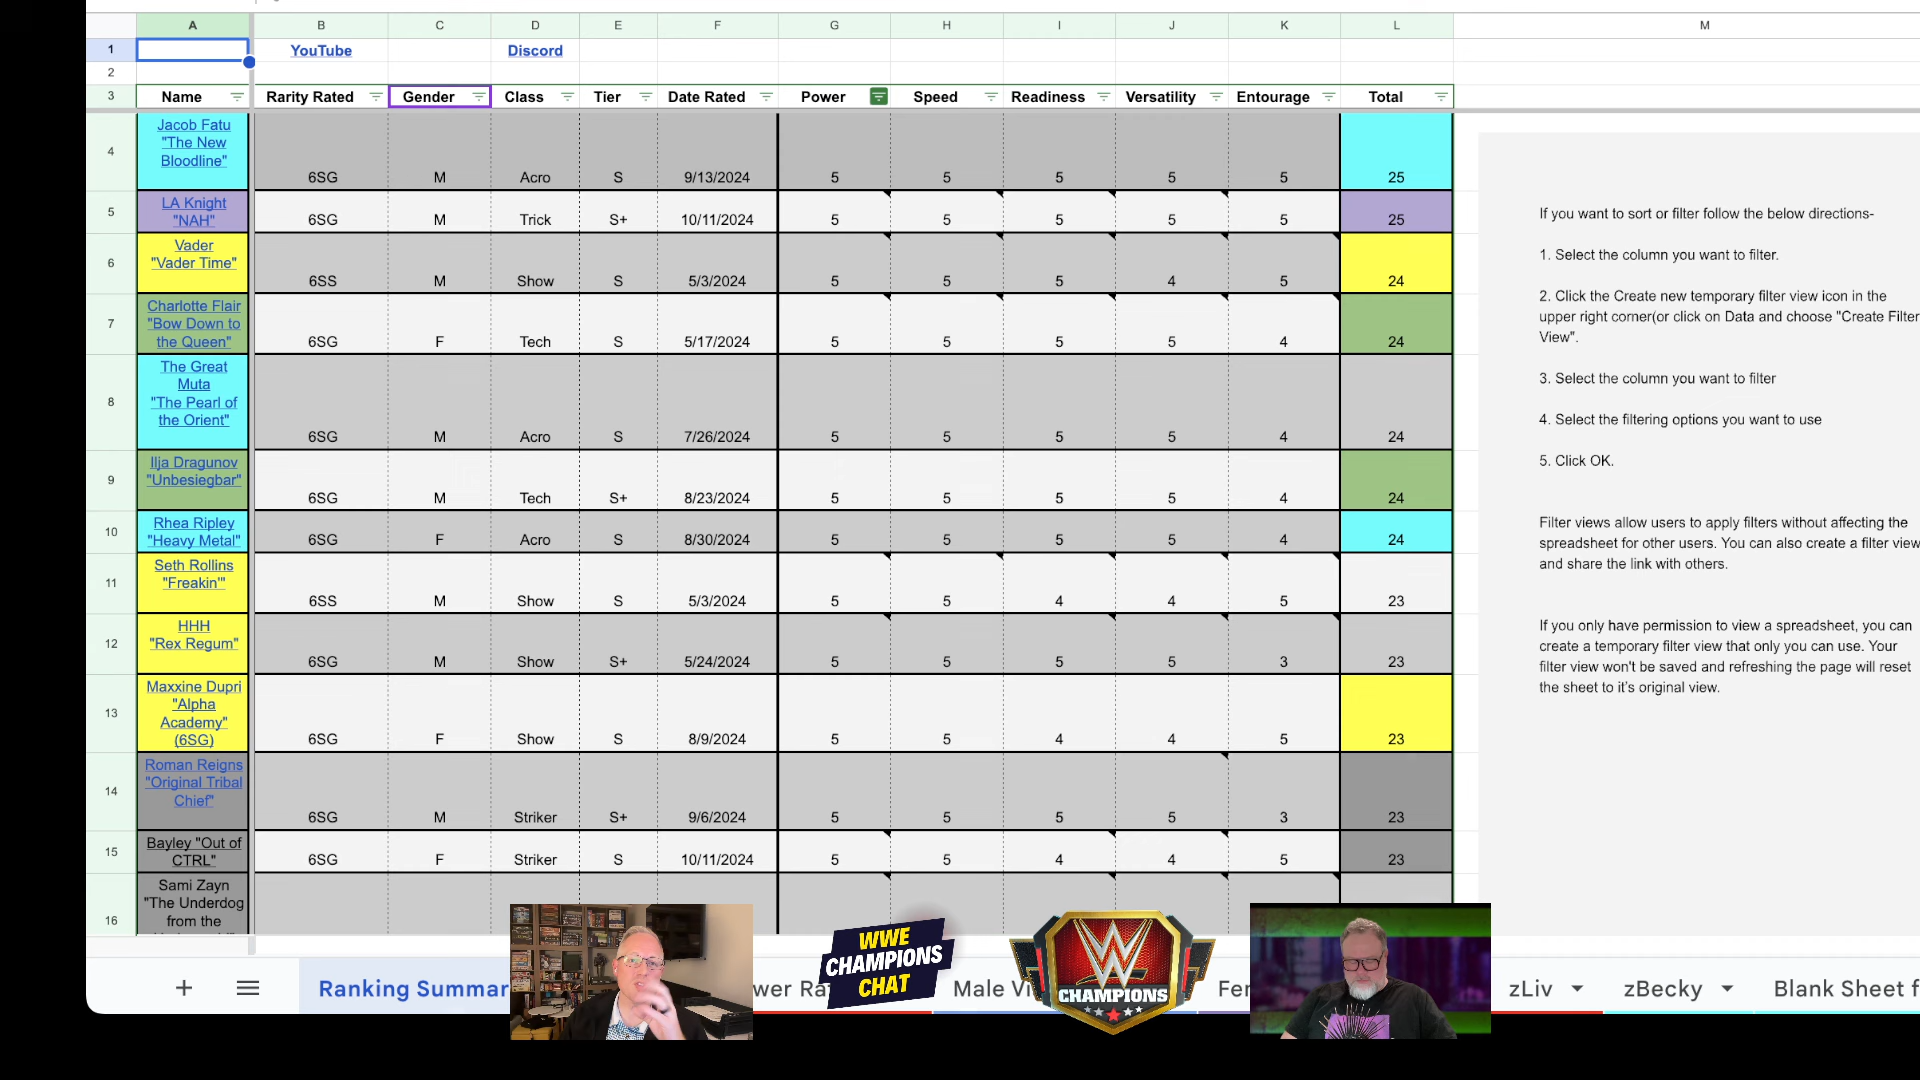 A B C D E F G H I J K L M
1 YouTube Discord
2
3 Name Rarity Rated Gender Class Tier Date Rated Power Speed Readiness Versatility Entourage Total
4 Jacob Fatu
"The New
Bloodline" 6SG M Acro S 9/13/2024 5 5 5 5 5 25
5 LA Knight
"NAH" 6SG M Trick S+ 10/11/2024 5 5 5 5 5 25
6 Vader
"Vader Time" 6SS M Show S 5/3/2024 5 5 5 4 5 24
7 Charlotte Flair
"Bow Down to
the Queen" 6SG F Tech S 5/17/2024 5 5 5 5 4 24
8 The Great
Muta
"The Pearl of
the Orient" 6SG M Acro S 7/26/2024 5 5 5 5 4 24
9 Ilja Dragunov
"Unbesiegbar" 6SG M Tech S+ 8/23/2024 5 5 5 5 4 24
10 Rhea Ripley
"Heavy Metal" 6SG F Acro S 8/30/2024 5 5 5 5 4 24
11 Seth Rollins
"Freakin'" 6SS M Show S 5/3/2024 5 5 4 4 5 23
12 HHH
"Rex Regum" 6SG M Show S+ 5/24/2024 5 5 5 5 3 23
13 Maxxine Dupri
"Alpha
Academy"
(6SG) 6SG F Show S 8/9/2024 5 5 4 4 5 23
14 Roman Reigns
"Original Tribal
Chief" 6SG M Striker S+ 9/6/2024 5 5 5 5 3 23
15 Bayley "Out of
CTRL" 6SG F Striker S 10/11/2024 5 5 4 4 5 23
16 Sami Zayn
"The Underdog
from the
If you want to sort or filter follow the below directions-
1. Select the column you want to filter.
2. Click the Create new temporary filter view icon in the
upper right corner(or click on Data and choose "Create Filter
View".
3. Select the column you want to filter
4. Select the filtering options you want to use
5. Click OK.
Filter views allow users to apply filters without affecting the
spreadsheet for other users. You can also create a filter view
and share the link with others.
If you only have permission to view a spreadsheet, you can
create a temporary filter view that only you can use. Your
filter view won't be saved and refreshing the page will reset
the sheet to it's original view.
WWE
CHAMPIONS
CHAT
W
CHAMPIONS
Ranking Summar wer Ra Male Vi Fer zLiv zBecky Blank Sheet f